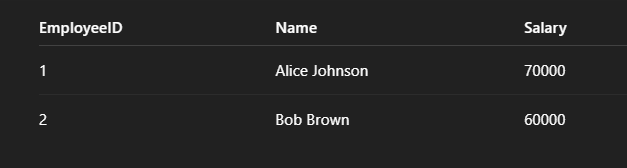 EmployeeID Name Salary
1 Alice Johnson 70000
2 Bob Brown 60000